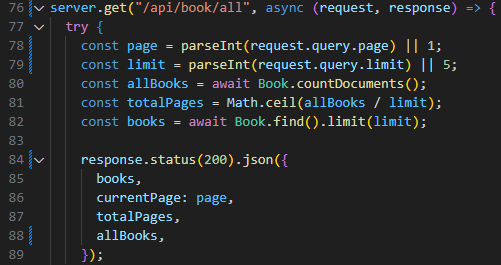 76 server.get("/api/book/all", async (request, response) => {
77 try {
78 const page = parseInt(request.query.page) || 1;
79 const limit = parseInt(request.query.limit) || 5;
80 const allBooks = await Book.countDocuments();
81 const totalPages = Math.ceil(allBooks / limit);
82 const books = await Book.find().limit(limit);
83
84 response.status(200).json({
85 books,
86 currentPage: page,
87 totalPages,
88 allBooks,
89 });